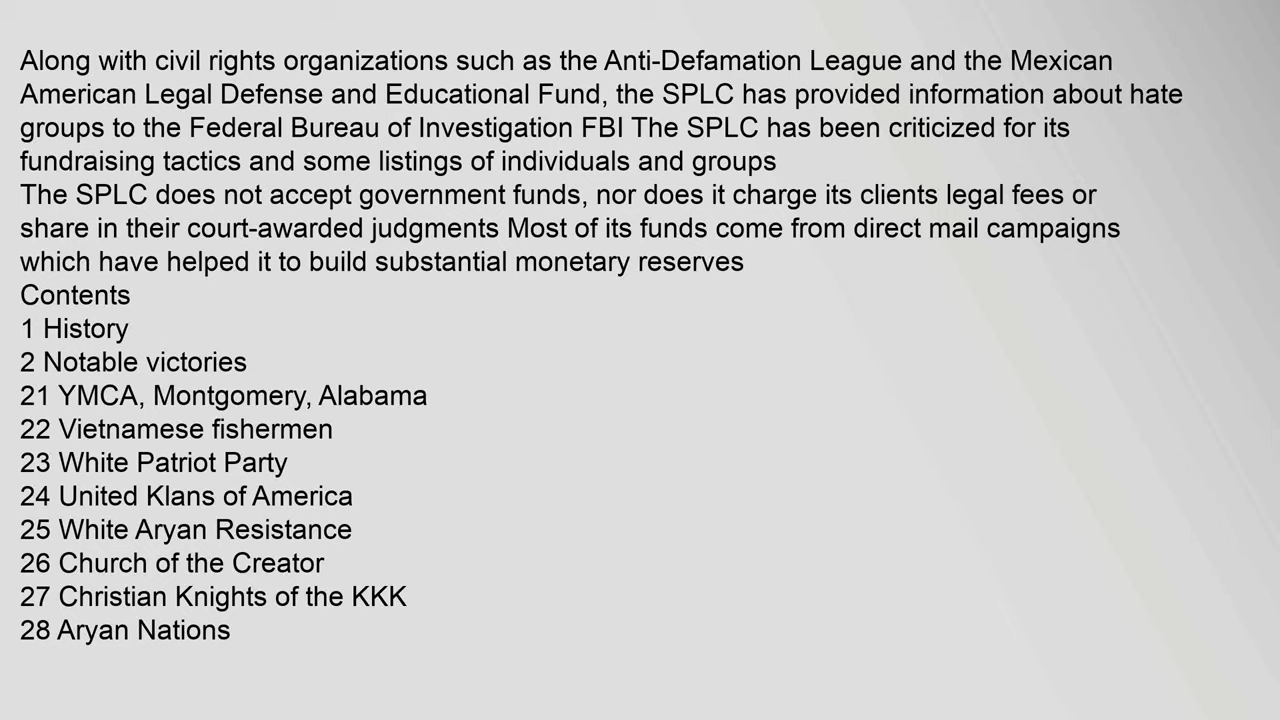 Along with civil rights organizations such as the Anti-Defamation League and the Mexican
American Legal Defense and Educational Fund, the SPLC has provided information about hate
groups to the Federal Bureau of Investigation FBI The SPLC has been criticized for its
fundraising tactics and some listings of individuals and groups
The SPLC does not accept government funds, nor does it charge its clients legal fees or
share in their court-awarded judgments Most of its funds come from direct mail campaigns
which have helped it to build substantial monetary reserves
Contents
1 History
2 Notable victories
21 YMCA, Montgomery, Alabama
22 Vietnamese fishermen
23 White Patriot Party
24 United Klans of America
25 White Aryan Resistance
26 Church of the Creator
27 Christian Knights of the KKK
28 Aryan Nations